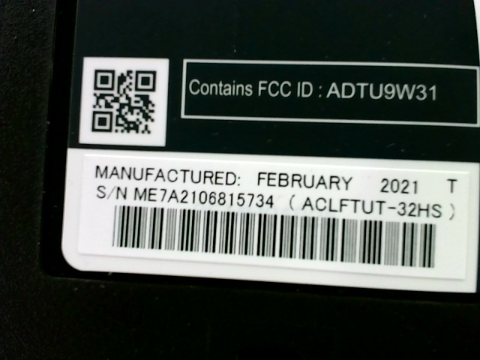 Contains FCC ID : ADTU9W31
MANUFACTURED: FEBRUARY 2021 T
S/N ME7A2106815734 ( ACLFTUT-32HS )